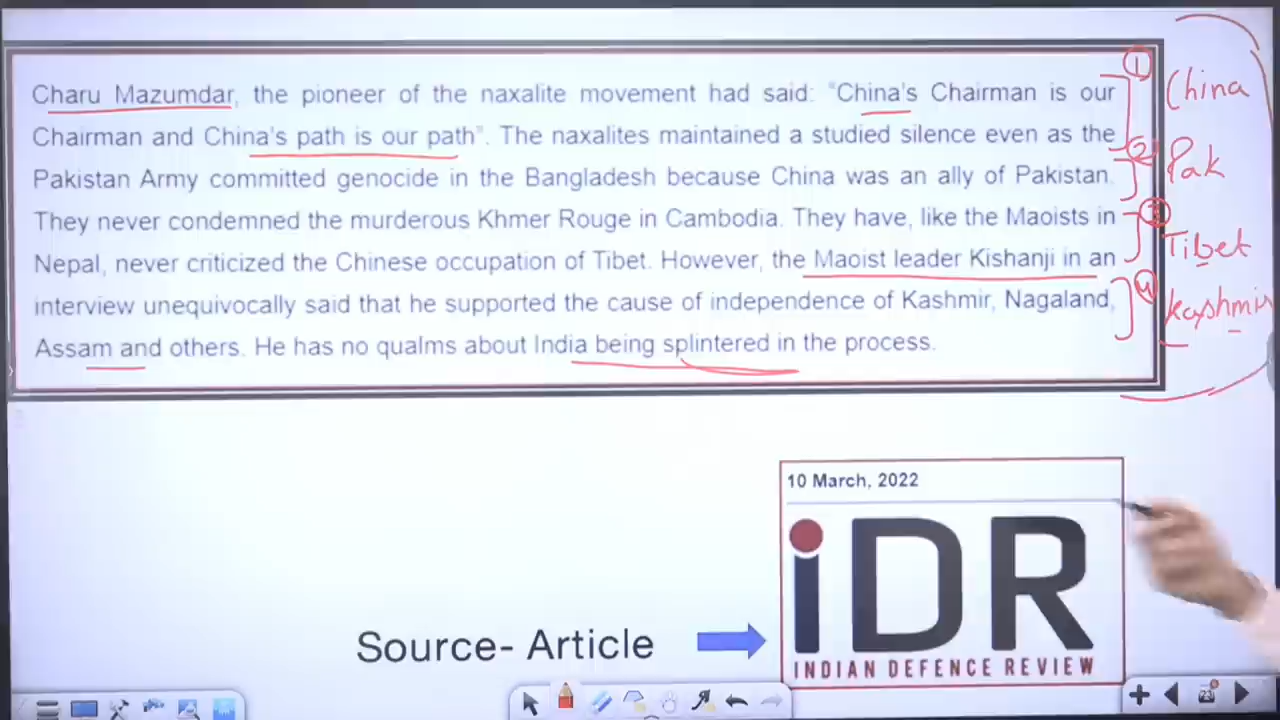 Charu Mazumdar, the pioneer of the naxalite movement had said: "China's Chairman is our
Chairman and China's path is our path". The naxalites maintained a studied silence even as the
Pakistan Army committed genocide in the Bangladesh because China was an ally of Pakistan.
They never condemned the murderous Khmer Rouge in Cambodia. They have, like the Maoists in
Nepal, never criticized the Chinese occupation of Tibet. However, the Maoist leader Kishanji in an
interview unequivocally said that he supported the cause of independence of Kashmir, Nagaland,
Assam and others. He has no qualms about India being splintered in the process.
1 China
2 Pak
3 Tibet
4 Kashmir
10 March, 2022
iDR
INDIAN DEFENCE REVIEW
Source- Article
23